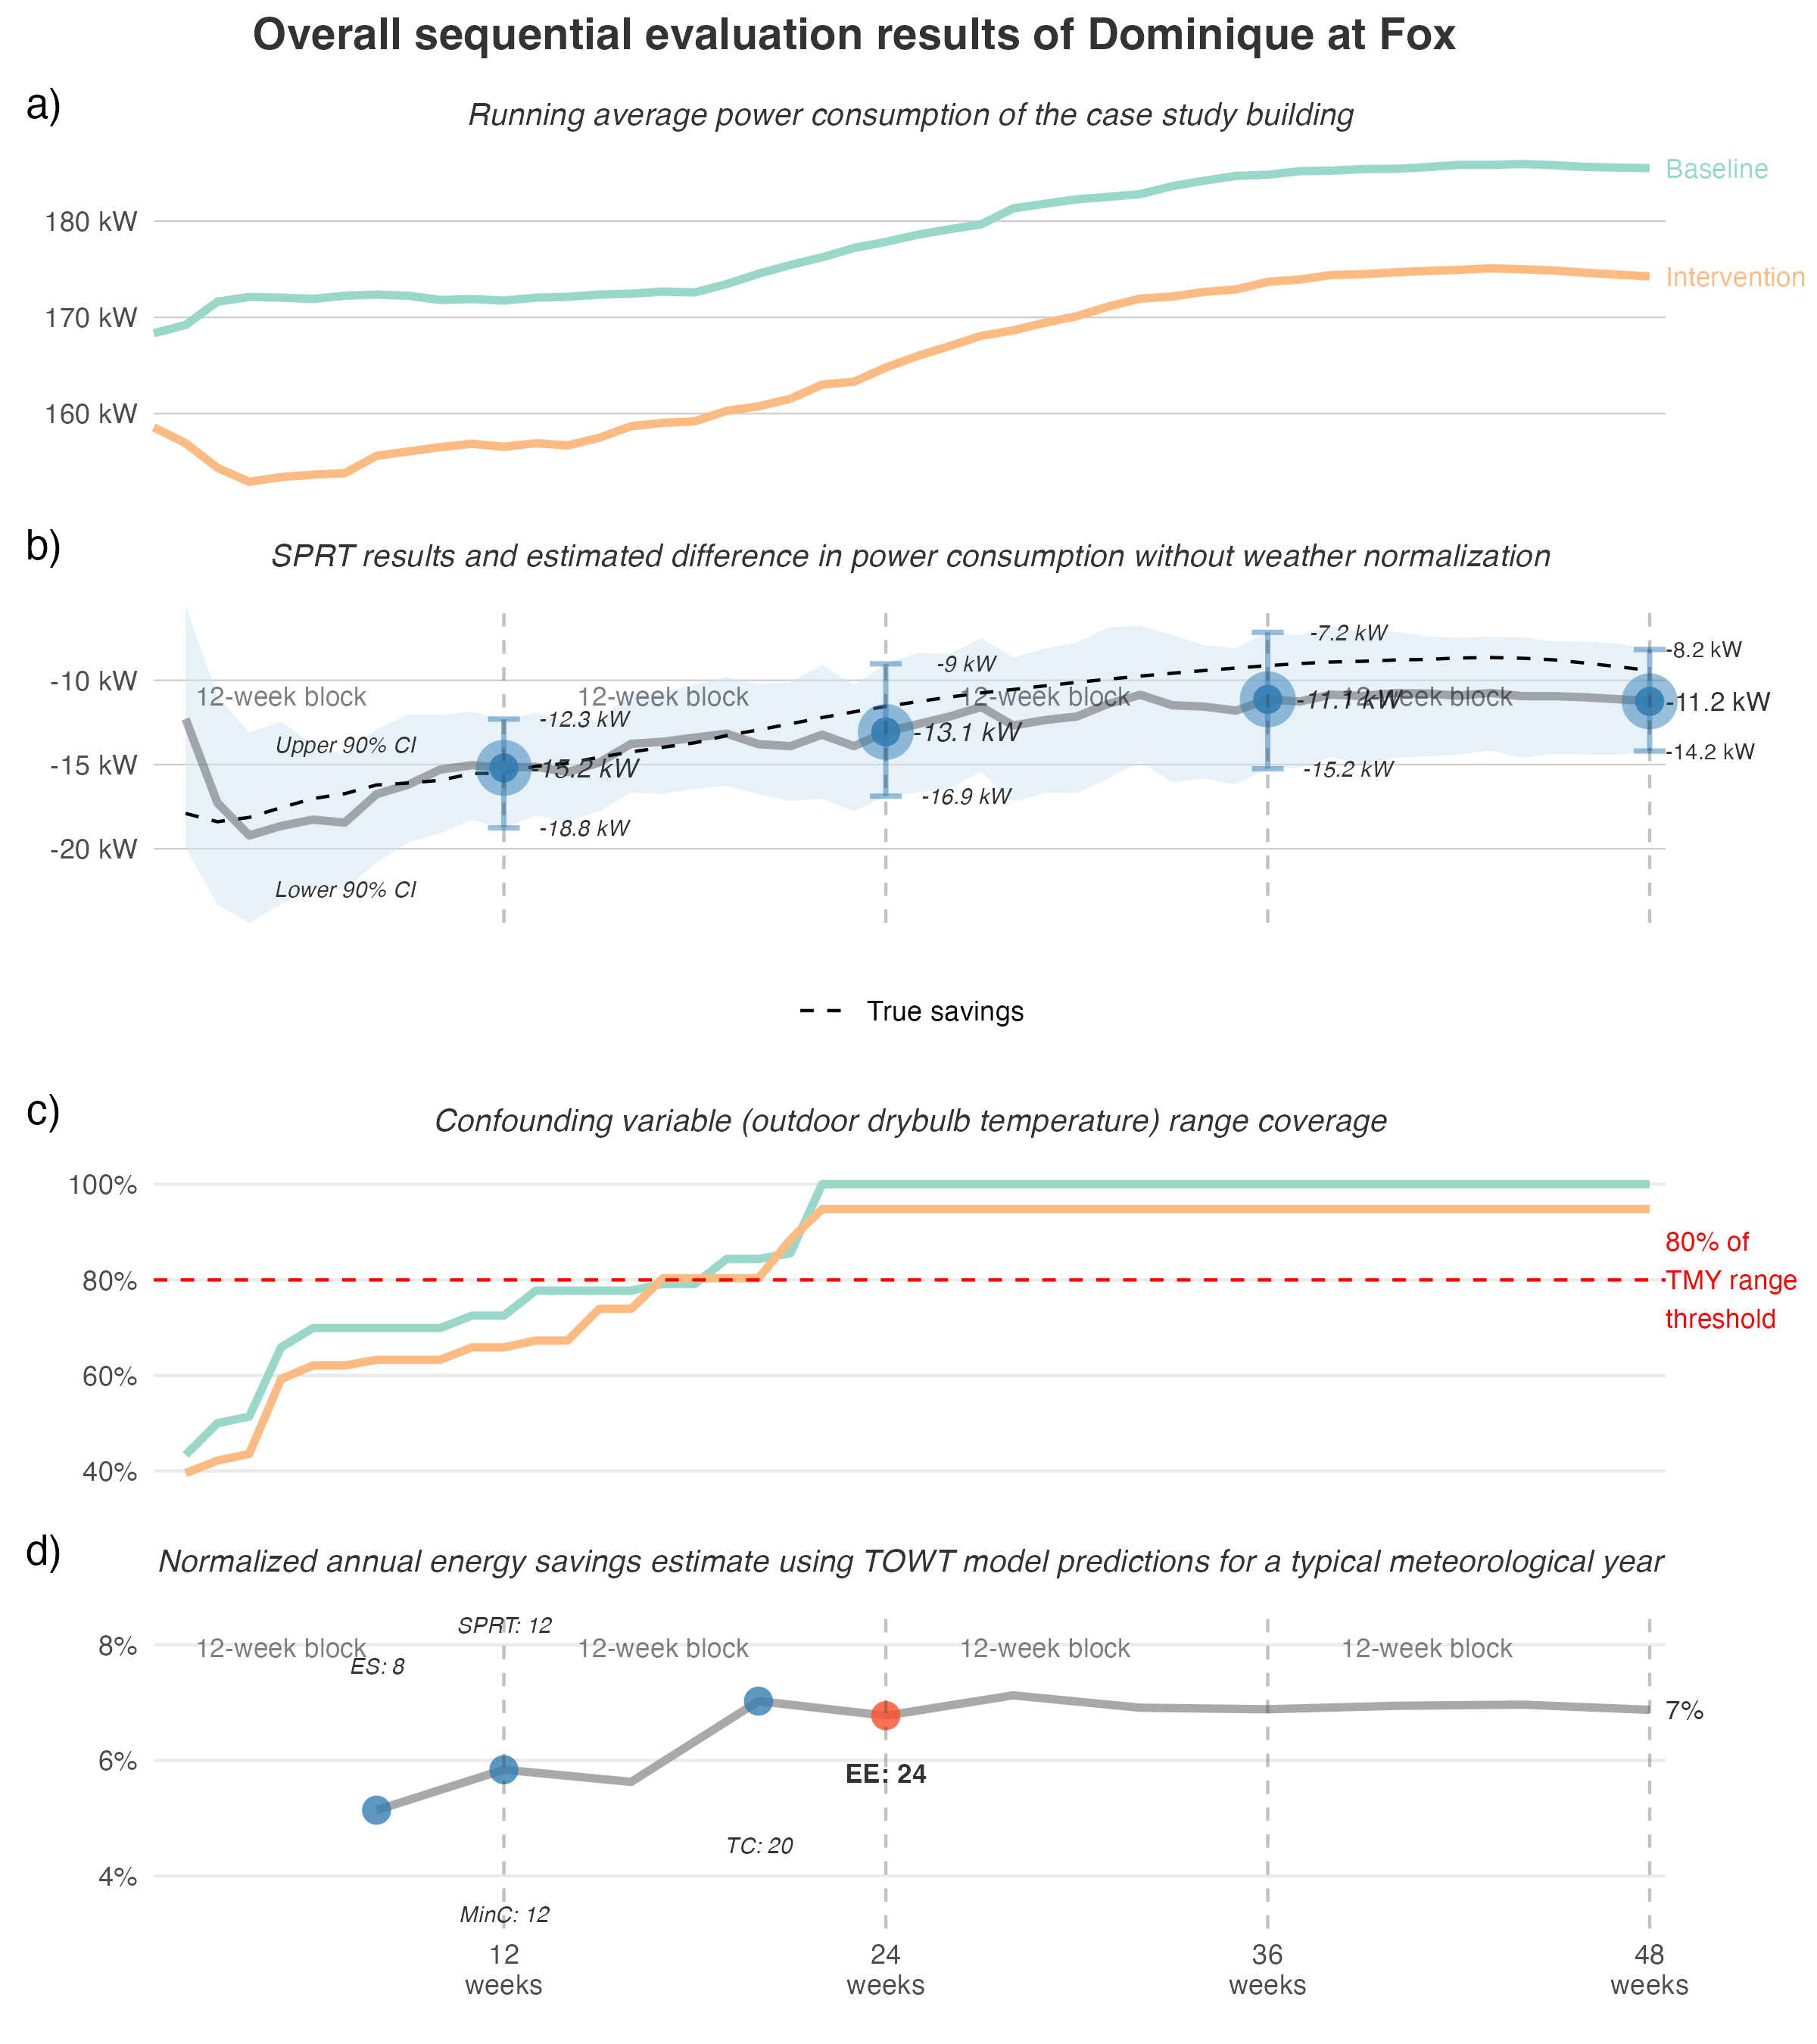 Overall sequential evaluation results of Dominique at Fox
a)
Running average power consumption of the case study building
Baseline
180 kW
Intervention
170 kW
160 kW
b)
SPRT results and estimated difference in power consumption without weather normalization
-7.2 kW
-8.2 kW
-9 kW
-10 kW
12-week block
12-week block
12-week block
12-week block
-11.1 kW
-11.2 kW
-12.3 kW
-13.1 kW
Upper 90% CI
-14.2 kW
-15 kW
-15.2 kW
-15.2 kW
-16.9 kW
-18.8 kW
-20 kW
Lower 90% CI
True savings
c)
Confounding variable (outdoor drybulb temperature) range coverage
100%
80%
60%
40%
80% of
TMY range
threshold
d)
Normalized annual energy savings estimate using TOWT model predictions for a typical meteorological year
SPRT: 12
8%
12-week block
12-week block
12-week block
12-week block
ES: 8
7%
6%
EE: 24
TC: 20
4%
MinC: 12
12
weeks
24
weeks
36
weeks
48
weeks